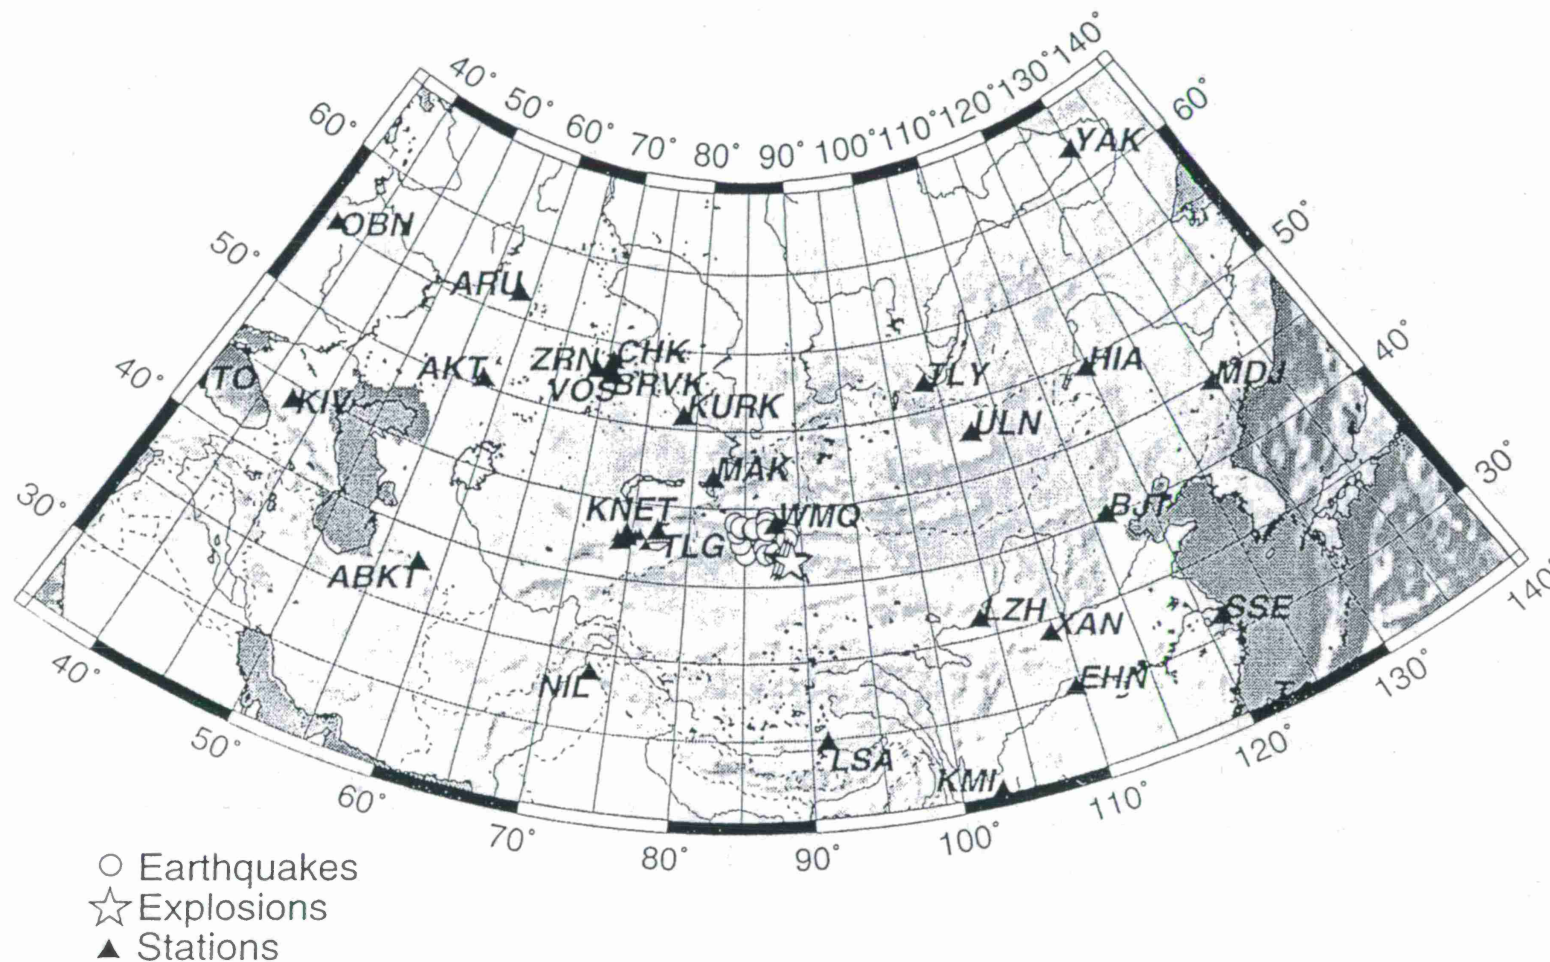 40° 50° 60° 70° 80° 90° 100° 110° 120° 130° 140°
60° 60°
YAK
OBN
50° 50°
ARU
40° 40°
ITO
KIV
AKT
ZRN CHK
VOS BRVK
KURK
TLY
HIA
MDJ
ULN
MAK
30° 30°
KNET
WMQ
BJT
TLG
ABKT
140°
LZH
XAN
SSE
NIL
EHN
40°
130°
LSA
KMI
50°
120°
60°
110°
70°
80° 90° 100°
Earthquakes
Explosions
Stations